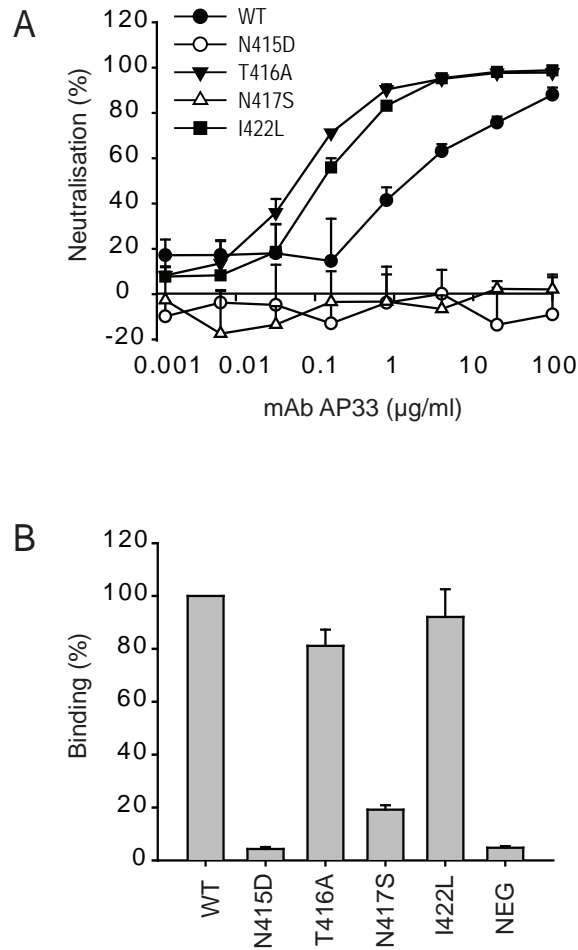 A
WT
N415D
T416A
N417S
I422L
Neutralisation (%)
120
100
80
60
40
20
0
-20
0.001 0.01 0.1 1 10 100
mAb AP33 (µg/ml)
B
Binding (%)
120
100
80
60
40
20
0
WT
N415D
T416A
N417S
I422L
NEG